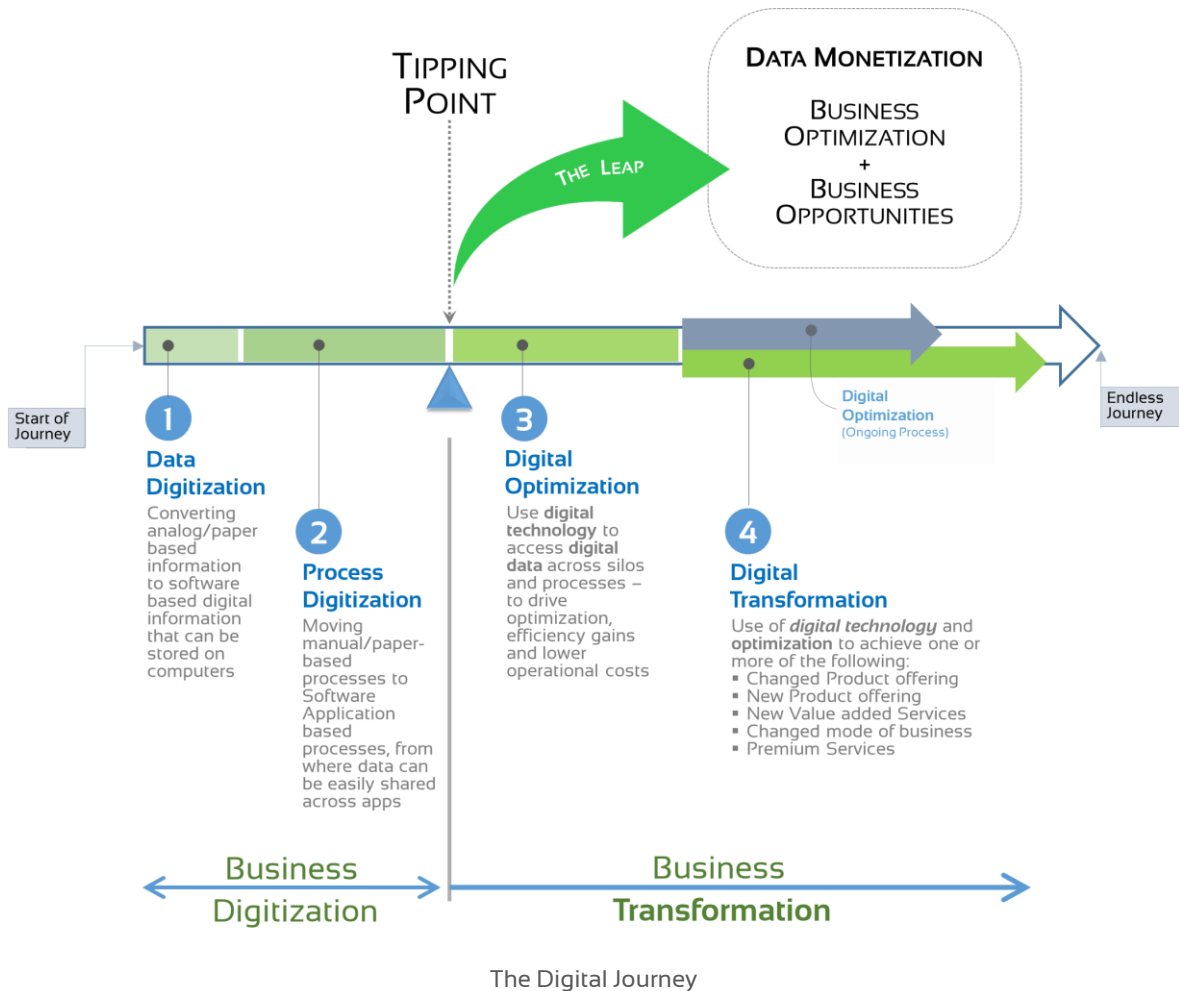 TIPPING
POINT
THE LEAP
DATA MONETIZATION
BUSINESS
OPTIMIZATION
+
BUSINESS
OPPORTUNITIES
Start of
Journey
Endless
Journey
1
Data
Digitization
Converting
analog/paper
based
information
to software
based digital
information
that can be
stored on
computers
2
Process
Digitization
Moving
manual/paper-
based
processes to
Software
Application
based
processes, from
where data can
be easily shared
across apps
3
Digital
Optimization
Use digital
technology to
access digital
data across silos
and processes –
to drive
optimization,
efficiency gains
and lower
operational costs
Digital
Optimization
(Ongoing Process)
4
Digital
Transformation
Use of digital technology and
optimization to achieve one or
more of the following:
▪ Changed Product offering
▪ New Product offering
▪ New Value added Services
▪ Changed mode of business
▪ Premium Services
Business
Digitization
Business
Transformation
The Digital Journey